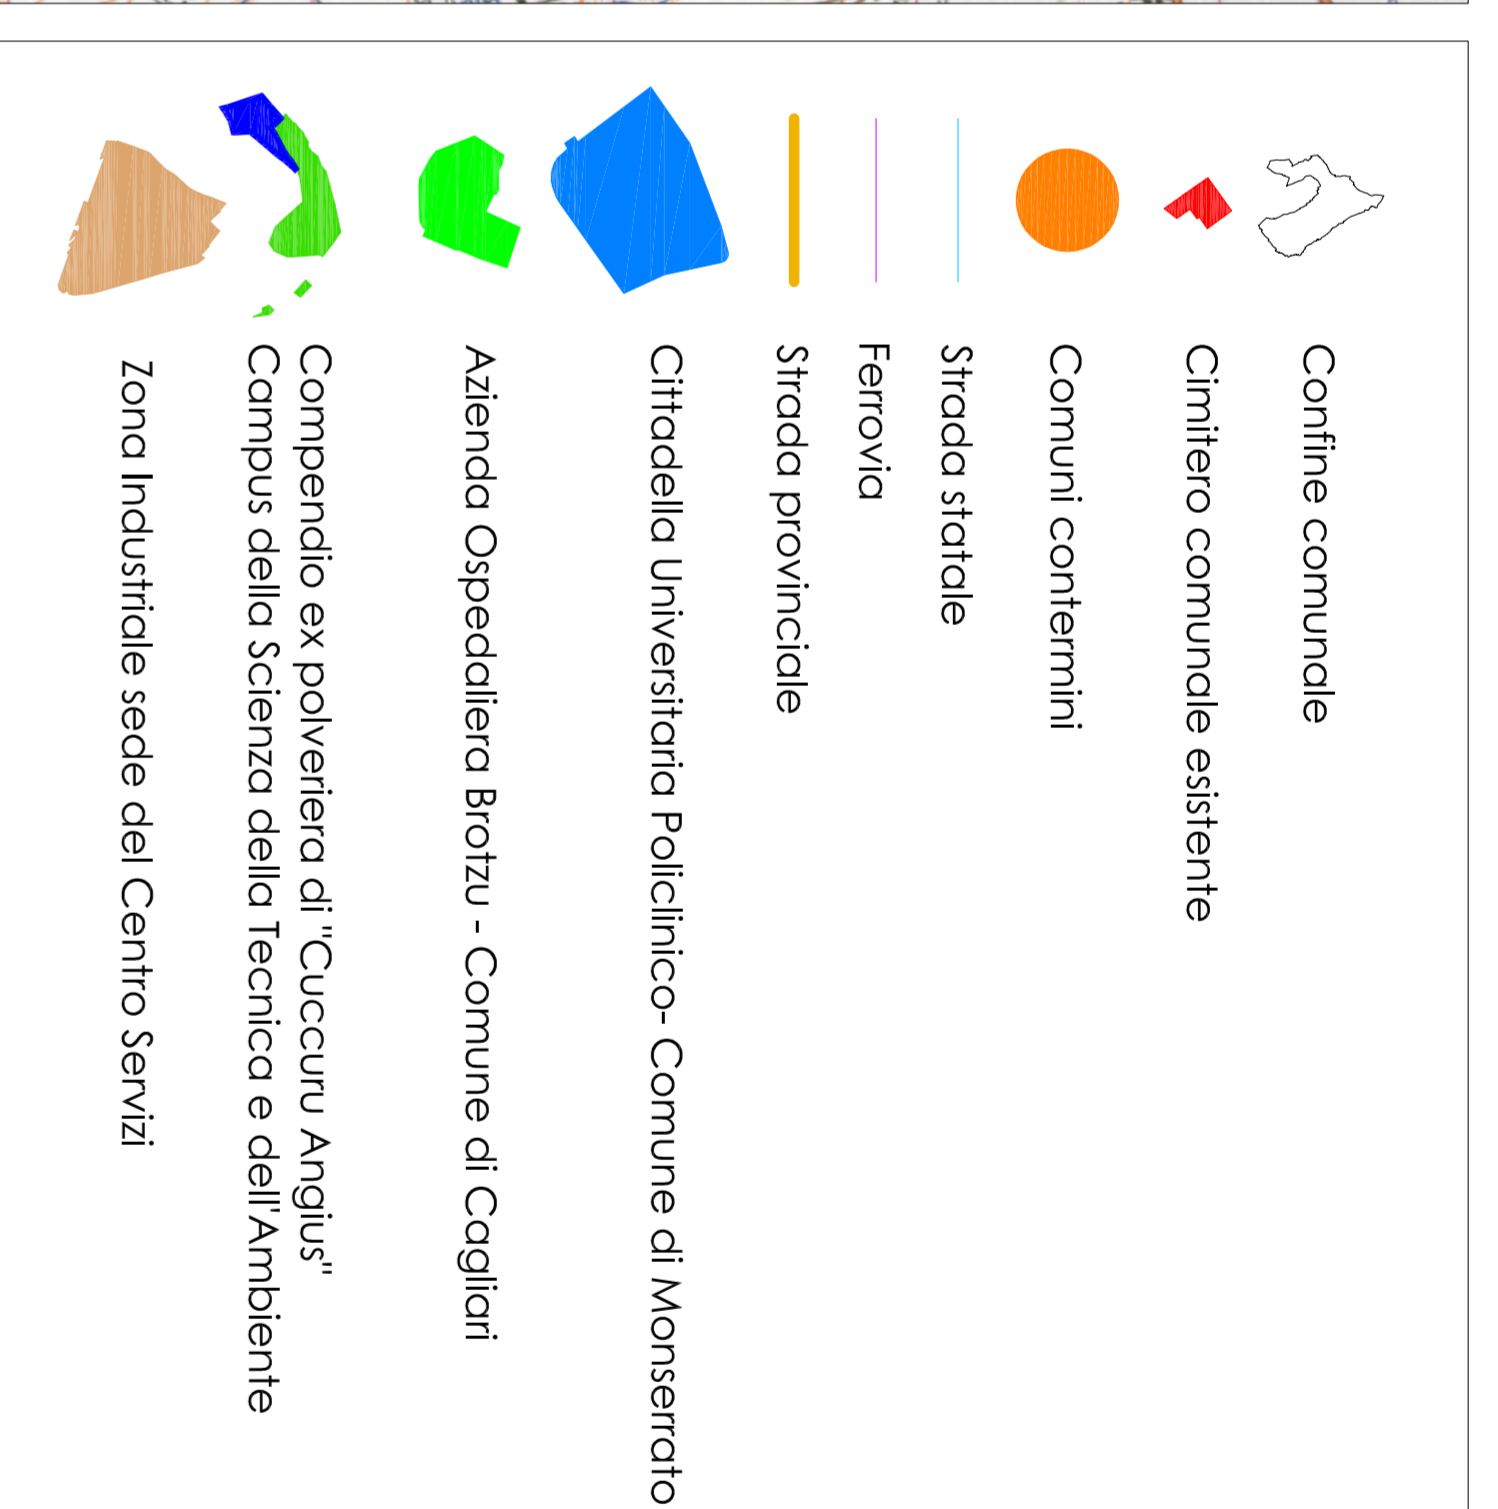 Confine comunale
Cimitero comunale esistente
Comuni contermini
Strada statale
Ferrovia
Strada provinciale
Cittadella Universitaria Policlinico- Comune di Monserrato
Azienda Ospedaliera Brotzu - Comune di Cagliari
Compendio ex polveriera di "Cuccuru Angius"
Campus della Scienza della Tecnica e dell'Ambiente
Zona Industriale sede del Centro Servizi